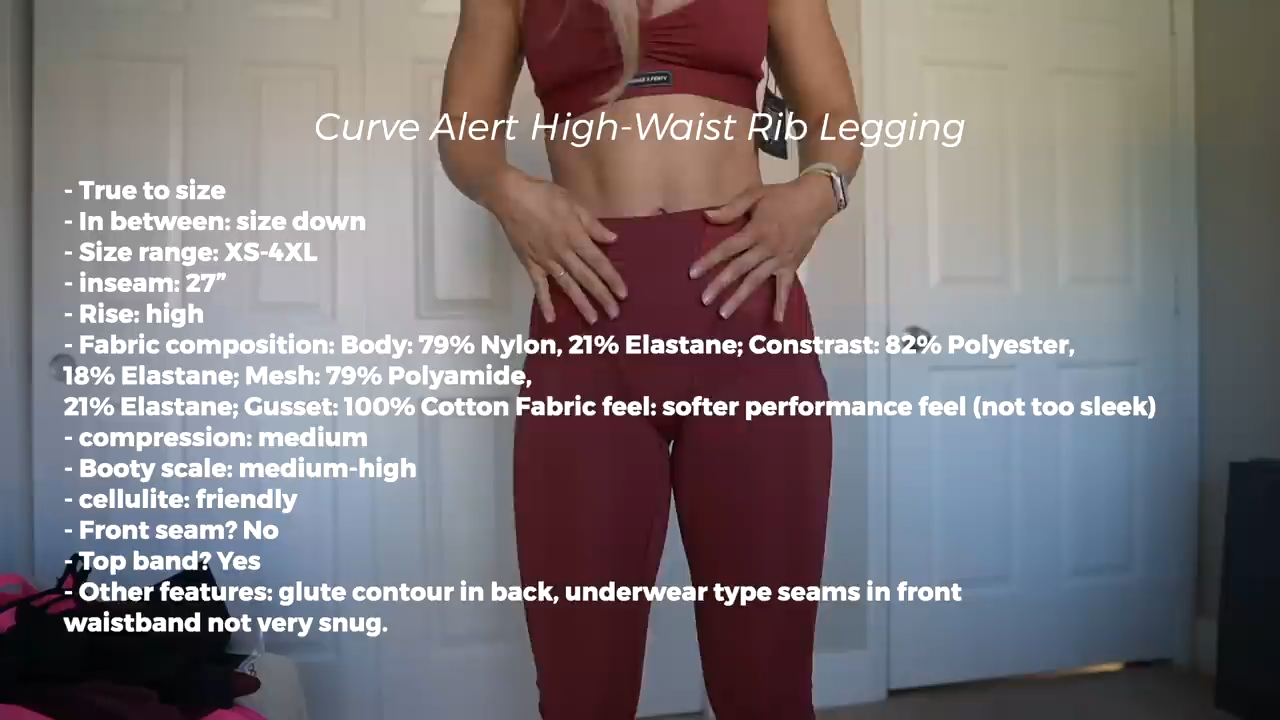 Curve Alert High-Waist Rib Legging
- True to size
- In between: size down
- Size range: XS-4XL
- inseam: 27”
- Rise: high
- Fabric composition: Body: 79% Nylon, 21% Elastane; Constrast: 82% Polyester,
18% Elastane; Mesh: 79% Polyamide,
21% Elastane; Gusset: 100% Cotton Fabric feel: softer performance feel (not too sleek)
- compression: medium
- Booty scale: medium-high
- cellulite: friendly
- Front seam? No
- Top band? Yes
- Other features: glute contour in back, underwear type seams in front
waistband not very snug.